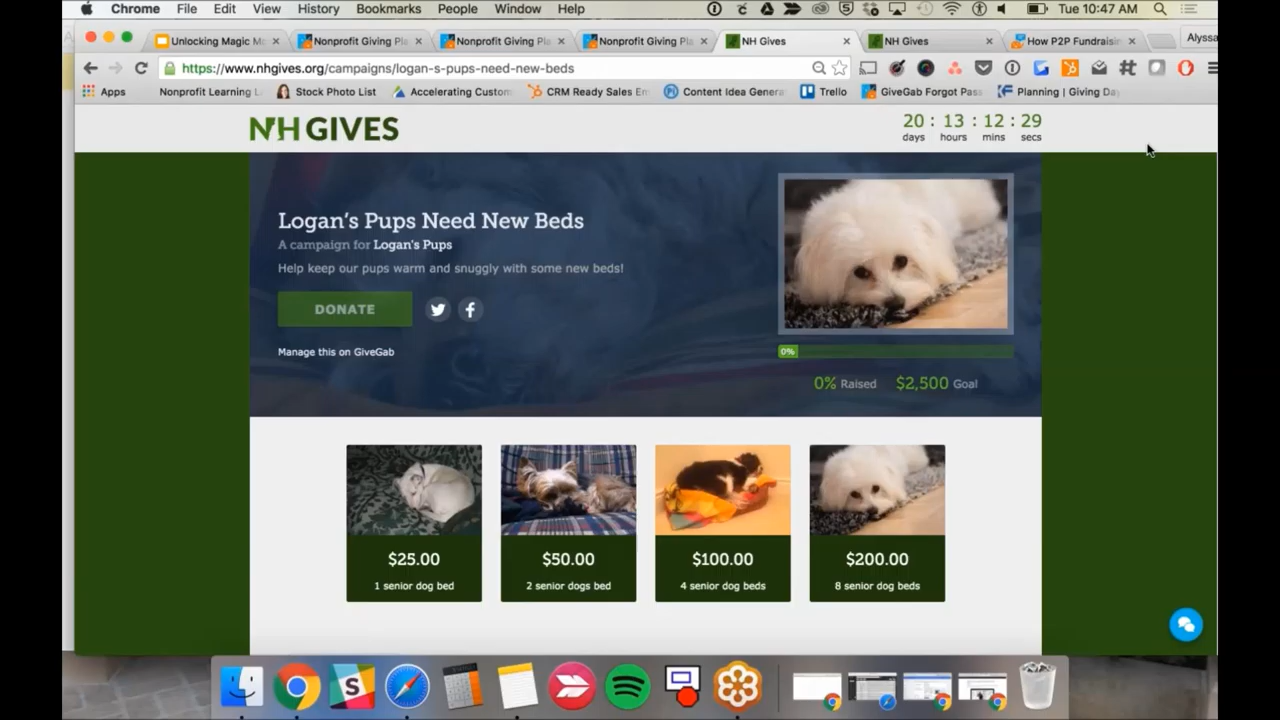 Chrome File Edit View History Bookmarks People Window Help Tue 10:47 AM
Unlocking Magic M Nonprofit Giving Pla Nonprofit Giving Pla Nonprofit Giving Pla NH Gives NH Gives How P2P Fundraisin Alyssa
https://www.nhgives.org/campaigns/logan-s-pups-need-new-beds
Apps Nonprofit Learning L Stock Photo List Accelerating Custom CRM Ready Sales En Content Idea Genera Trello GiveGab Forgot Pas Planning | Giving Da
NH GIVES
20 : 13 : 12 : 29
days hours mins secs
Logan's Pups Need New Beds
A campaign for Logan's Pups
Help keep our pups warm and snuggly with some new beds!
DONATE
Manage this on GiveGab
0%
0% Raised $2,500 Goal
$25.00 $50.00 $100.00 $200.00
1 senior dog bed 2 senior dogs bed 4 senior dog beds 8 senior dog beds